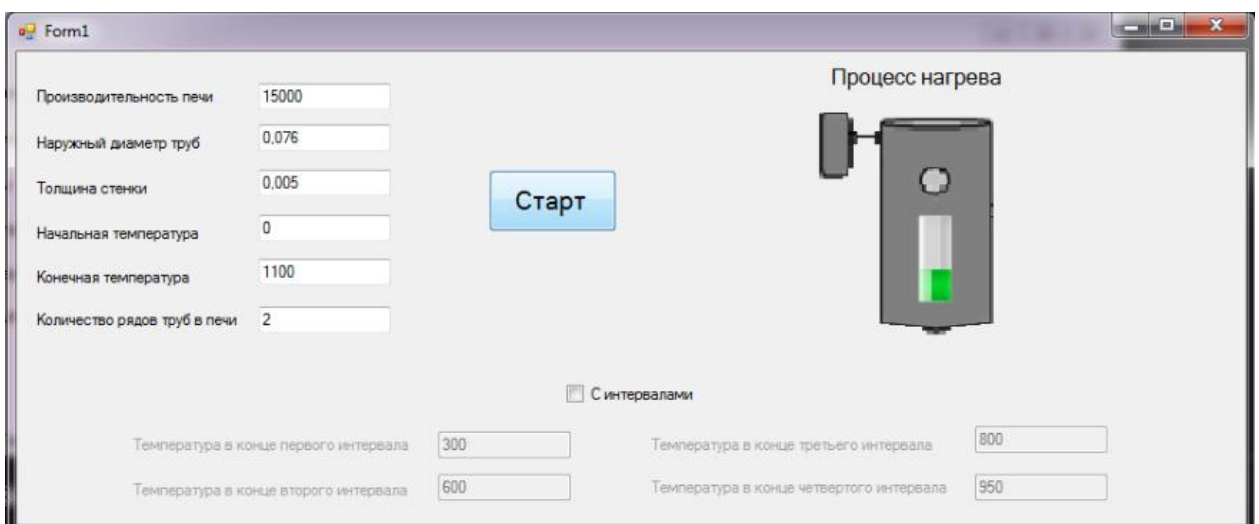 Form1
Процесс нагрева
Производительность печи 15000
Наружный диаметр труб 0,076
Толщина стенки 0,005
Старт
Начальная температура 0
Конечная температура 1100
Количество рядов труб в печи 2
С интервалами
Температура в конце первого интервала 300
Температура в конце третьего интервала 800
Температура в конце второго интервала 600
Температура в конце четвертого интервала 950